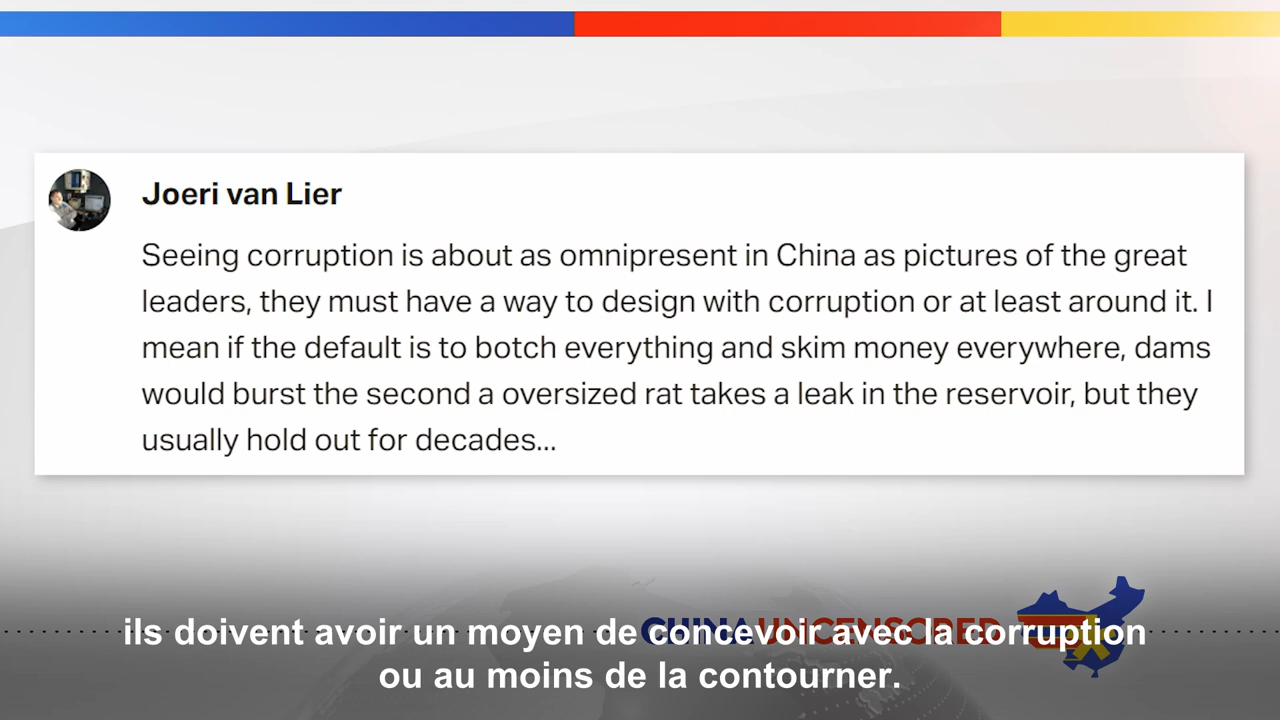 Joeri van Lier
Seeing corruption is about as omnipresent in China as pictures of the great
leaders, they must have a way to design with corruption or at least around it. I
mean if the default is to botch everything and skim money everywhere, dams
would burst the second a oversized rat takes a leak in the reservoir, but they
usually hold out for decades...
CHINA UNCENSORED
ils doivent avoir un moyen de concevoir avec la corruption
ou au moins de la contourner.